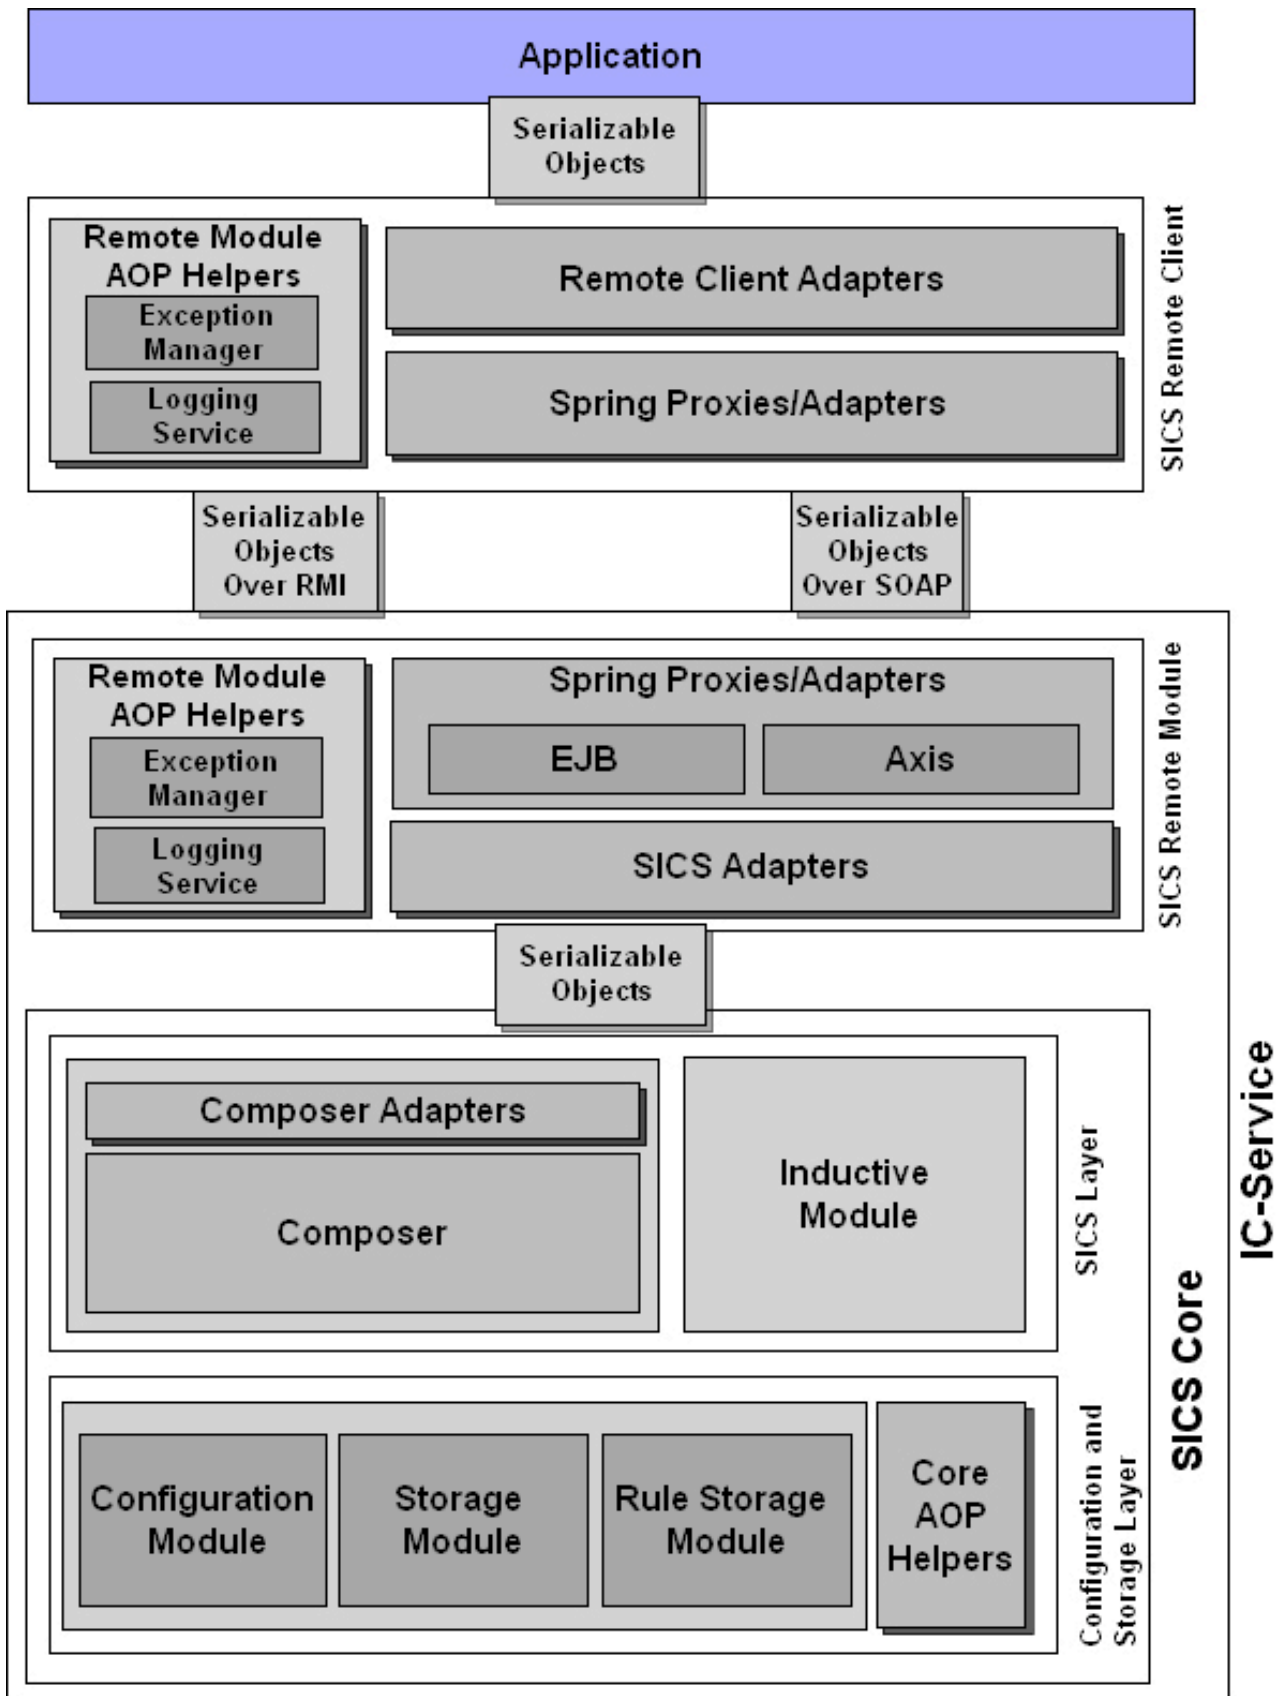 Application
Serializable
Objects
Remote Module
AOP Helpers
Exception
Manager
Logging
Service
Remote Client Adapters
Spring Proxies/Adapters
SICS Remote Client
Serializable
Objects
Over RMI
Serializable
Objects
Over SOAP
Remote Module
AOP Helpers
Exception
Manager
Logging
Service
Spring Proxies/Adapters
EJB
Axis
SICS Adapters
SICS Remote Module
Serializable
Objects
Composer Adapters
Composer
Inductive
Module
SICS Layer
Configuration
Module
Storage
Module
Rule Storage
Module
Core
AOP
Helpers
Configuration and
Storage Layer
SICS Core
IC-Service